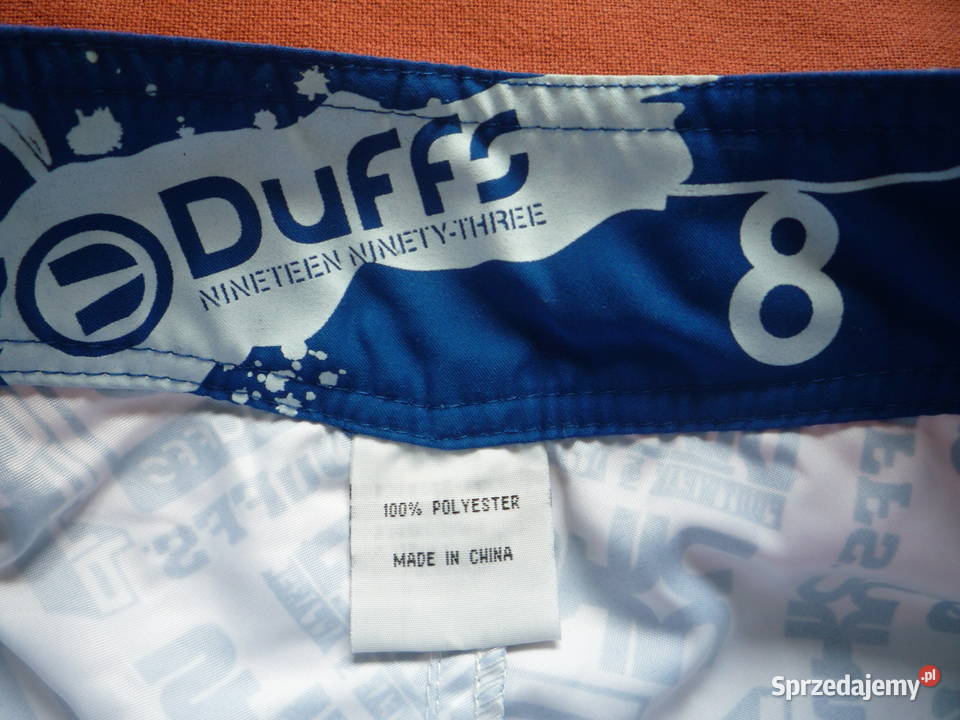 Duffs
NINETEEN NINETY-THREE
8
100% POLYESTER
MADE IN CHINA
Sprzedajemy.pl